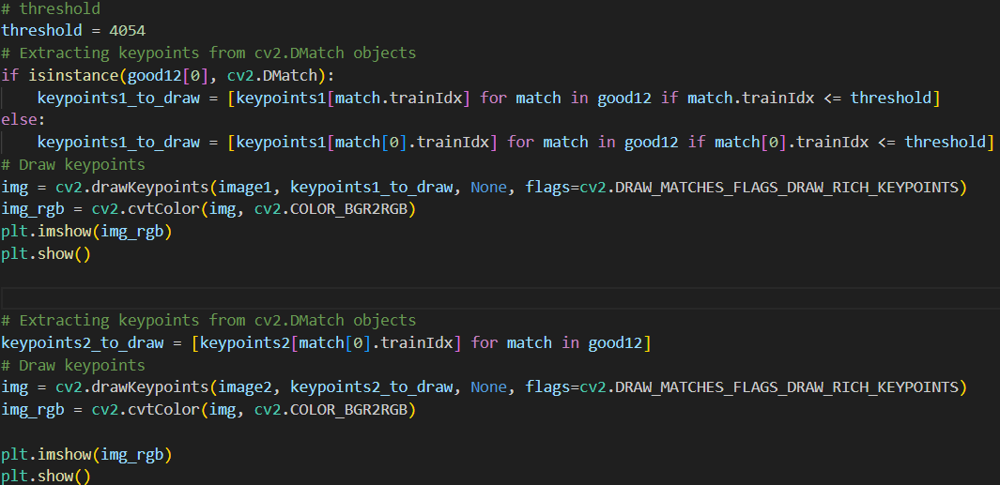 # threshold
threshold = 4054
# Extracting keypoints from cv2.DMatch objects
if isinstance(good12[0], cv2.DMatch):
    keypoints1_to_draw = [keypoints1[match.trainIdx] for match in good12 if match.trainIdx <= threshold]
else:
    keypoints1_to_draw = [keypoints1[match[0].trainIdx] for match in good12 if match[0].trainIdx <= threshold]
# Draw keypoints
img = cv2.drawKeypoints(image1, keypoints1_to_draw, None, flags=cv2.DRAW_MATCHES_FLAGS_DRAW_RICH_KEYPOINTS)
img_rgb = cv2.cvtColor(img, cv2.COLOR_BGR2RGB)
plt.imshow(img_rgb)
plt.show()
# Extracting keypoints from cv2.DMatch objects
keypoints2_to_draw = [keypoints2[match[0].trainIdx] for match in good12]
# Draw keypoints
img = cv2.drawKeypoints(image2, keypoints2_to_draw, None, flags=cv2.DRAW_MATCHES_FLAGS_DRAW_RICH_KEYPOINTS)
img_rgb = cv2.cvtColor(img, cv2.COLOR_BGR2RGB)
plt.imshow(img_rgb)
plt.show()